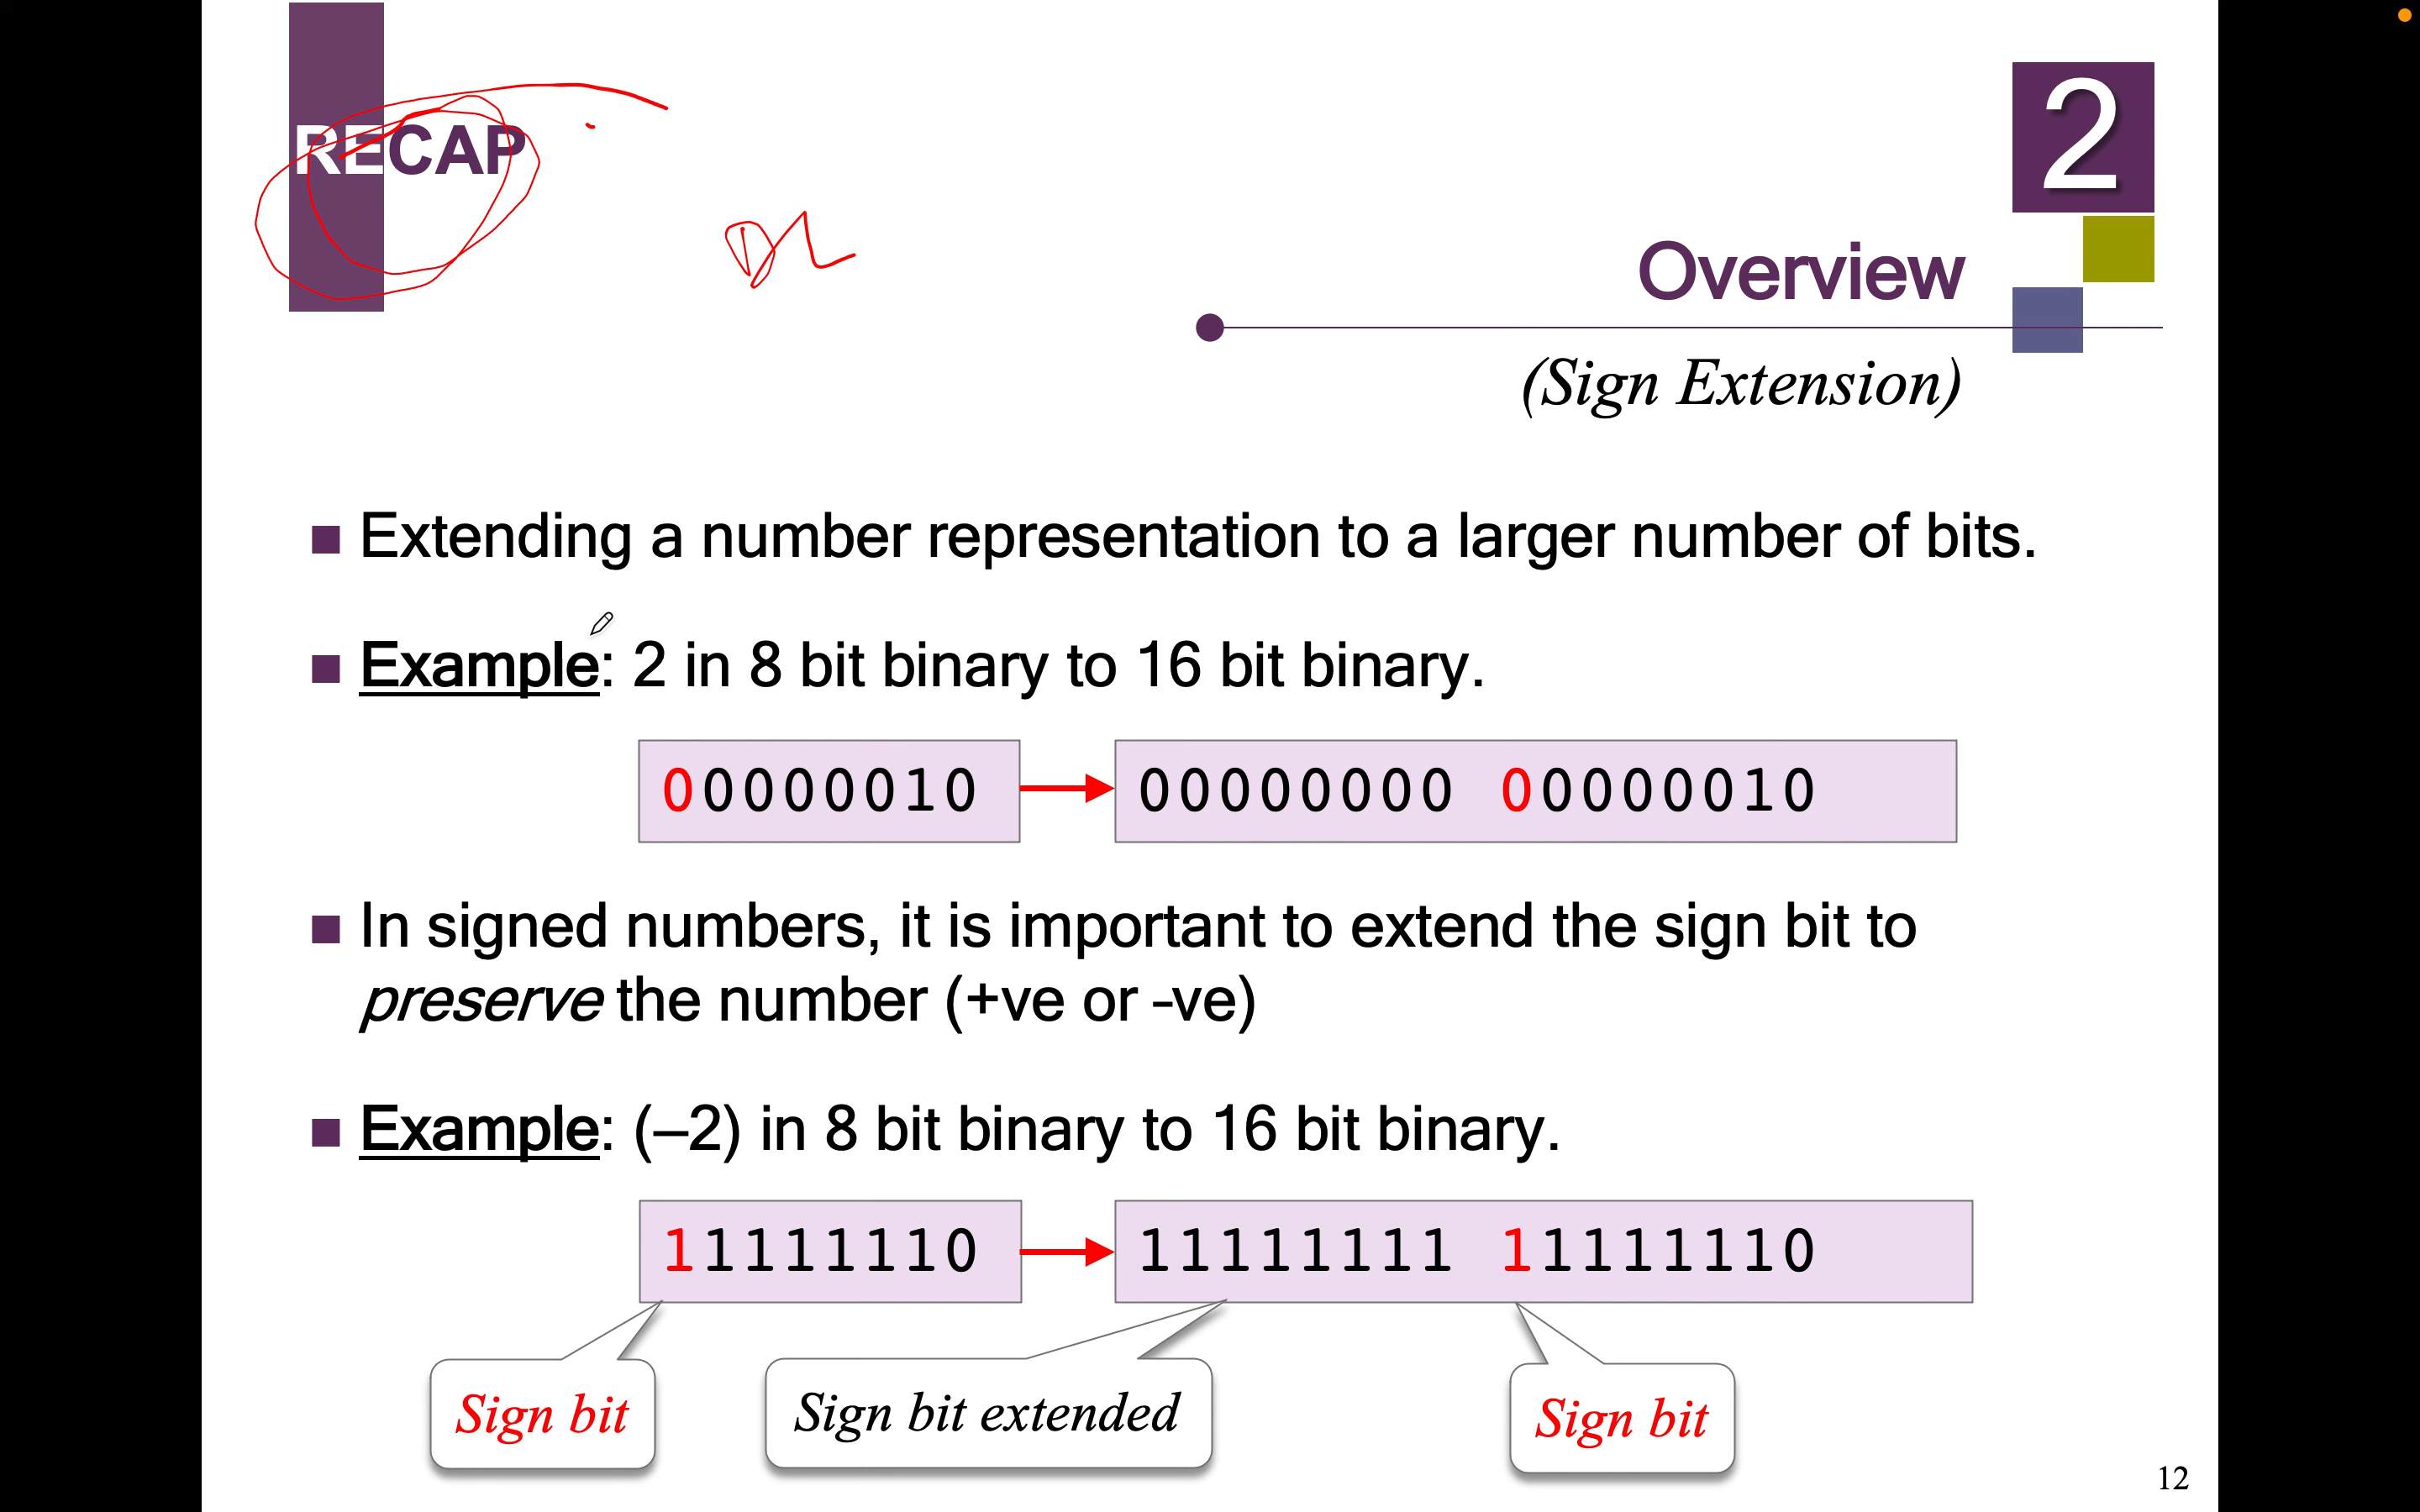 RECAP
2
Overview
(Sign Extension)
Extending a number representation to a larger number of bits.
Example: 2 in 8 bit binary to 16 bit binary.
00000010 00000000 00000010
In signed numbers, it is important to extend the sign bit to
preserve the number (+ve or –ve)
Example: (—2) in 8 bit binary to 16 bit binary.
11111110 11111111 11111110
Sign bit Sign bit extended Sign bit
12